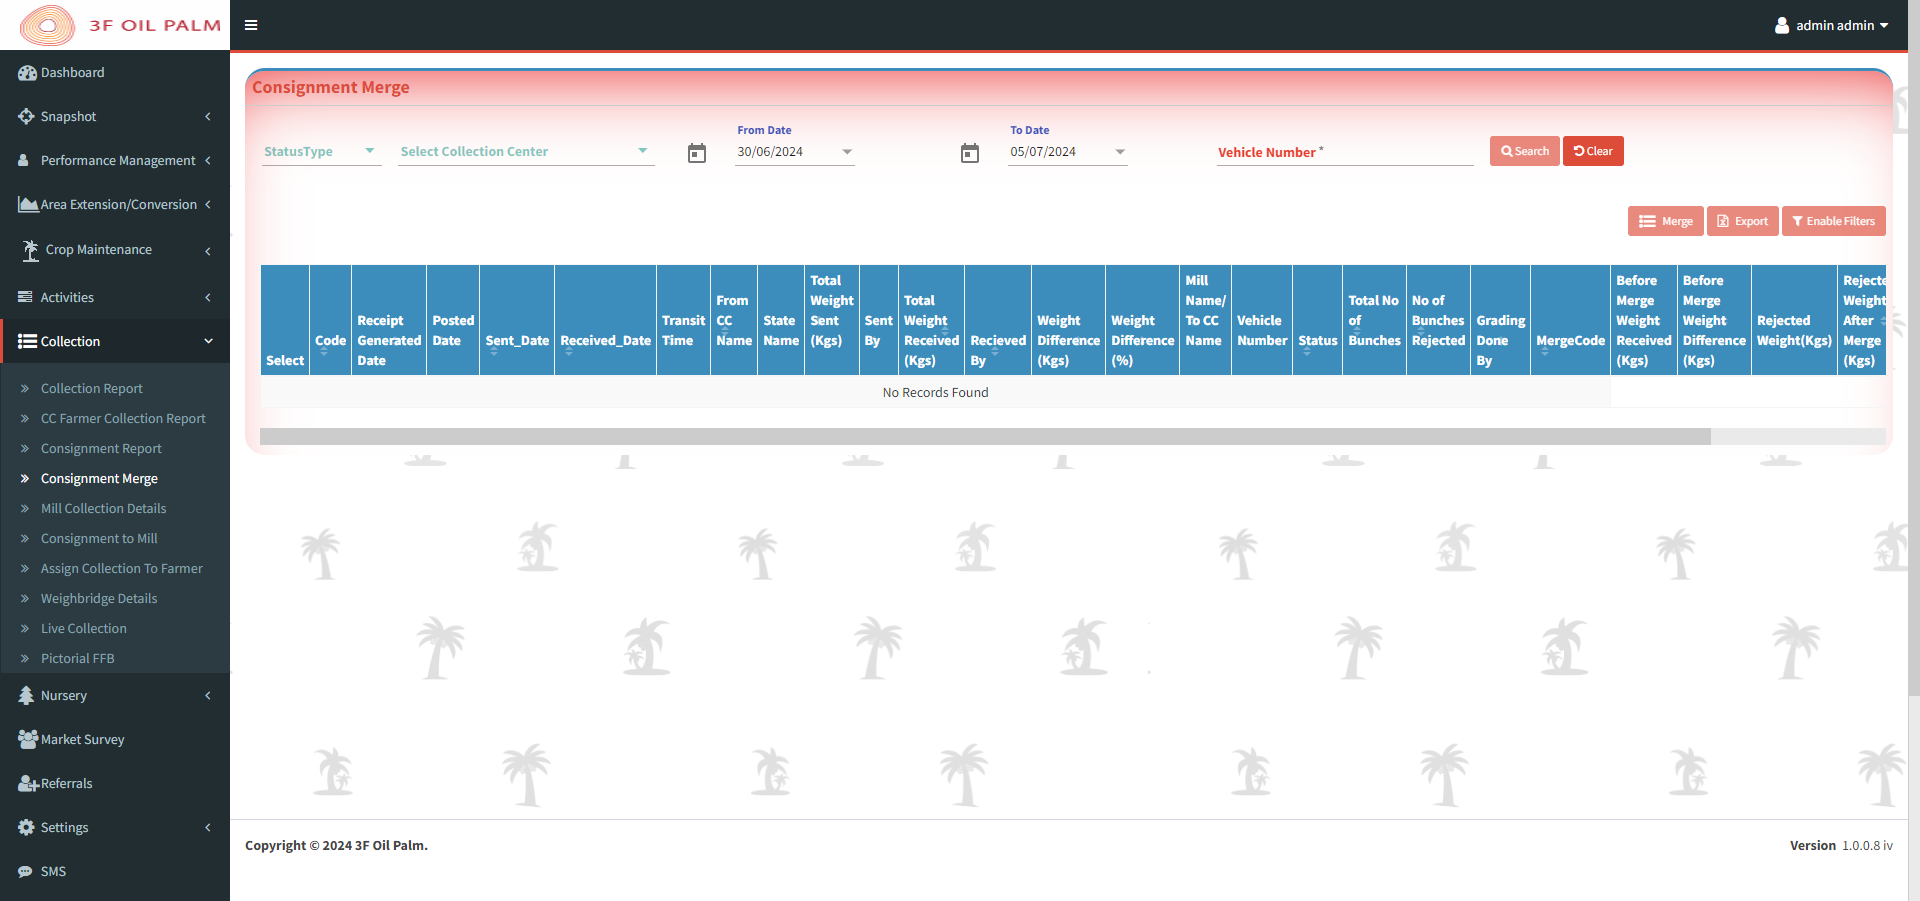 3F OIL PALM
admin admin
Dashboard
Snapshot
Performance Management
Area Extension/Conversion
Crop Maintenance
Activities
Collection
Collection Report
CC Farmer Collection Report
Consignment Report
Consignment Merge
Mill Collection Details
Consignment to Mill
Assign Collection To Farmer
Weighbridge Details
Live Collection
Pictorial FFB
Nursery
Market Survey
Referrals
Settings
SMS
Consignment Merge
StatusType
Select Collection Center
From Date
30/06/2024
To Date
05/07/2024
Vehicle Number *
Search
Clear
Merge
Export
Enable Filters
Select
Code
Receipt
Generated
Date
Posted
Date
Sent_Date
Received_Date
Transit
Time
From
CC
Name
State
Name
Total
Weight
Sent
(Kgs)
Sent
By
Total
Weight
Received
(Kgs)
Recieved
By
Weight
Difference
(Kgs)
Weight
Difference
(%)
Mill
Name/
To CC
Name
Vehicle
Number
Status
Total No
of
Bunches
No of
Bunches
Rejected
Grading
Done
By
MergeCode
Before
Merge
Weight
Received
(Kgs)
Before
Merge
Weight
Difference
(Kgs)
Rejected
Weight(Kgs)
Rejecte
Weight
After
Merge
(Kgs)
No Records Found
Copyright © 2024 3F Oil Palm.
Version 1.0.0.8 iv